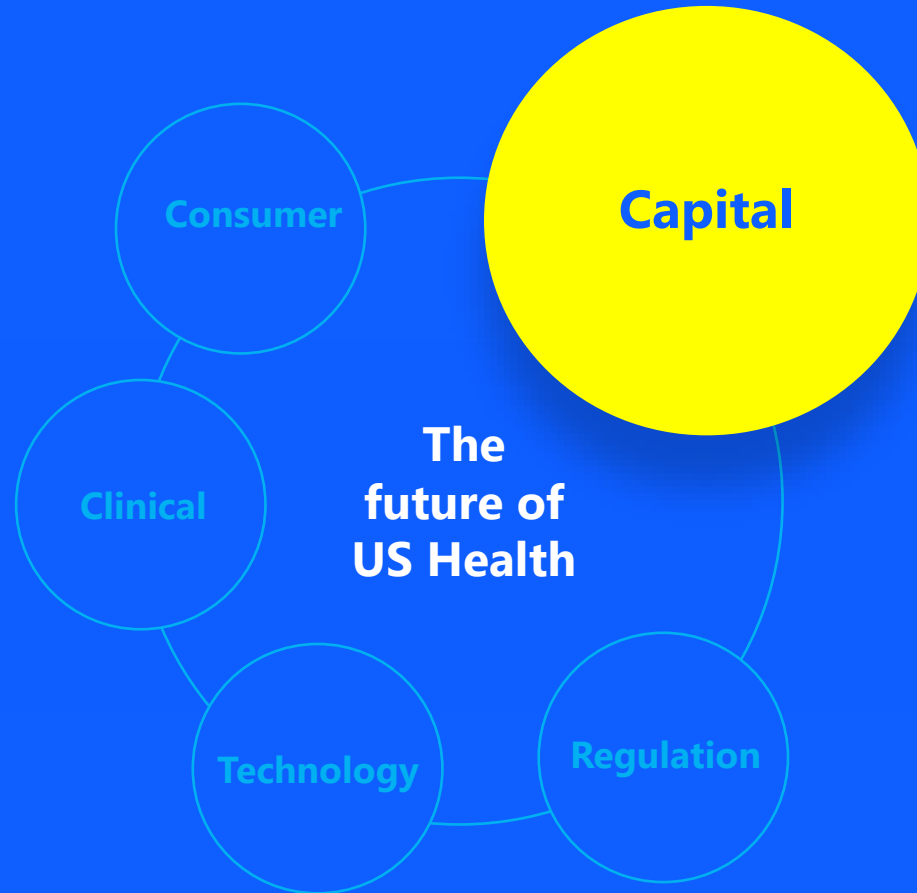 Consumer
Capital
The
future of
US Health
Clinical
Technology
Regulation